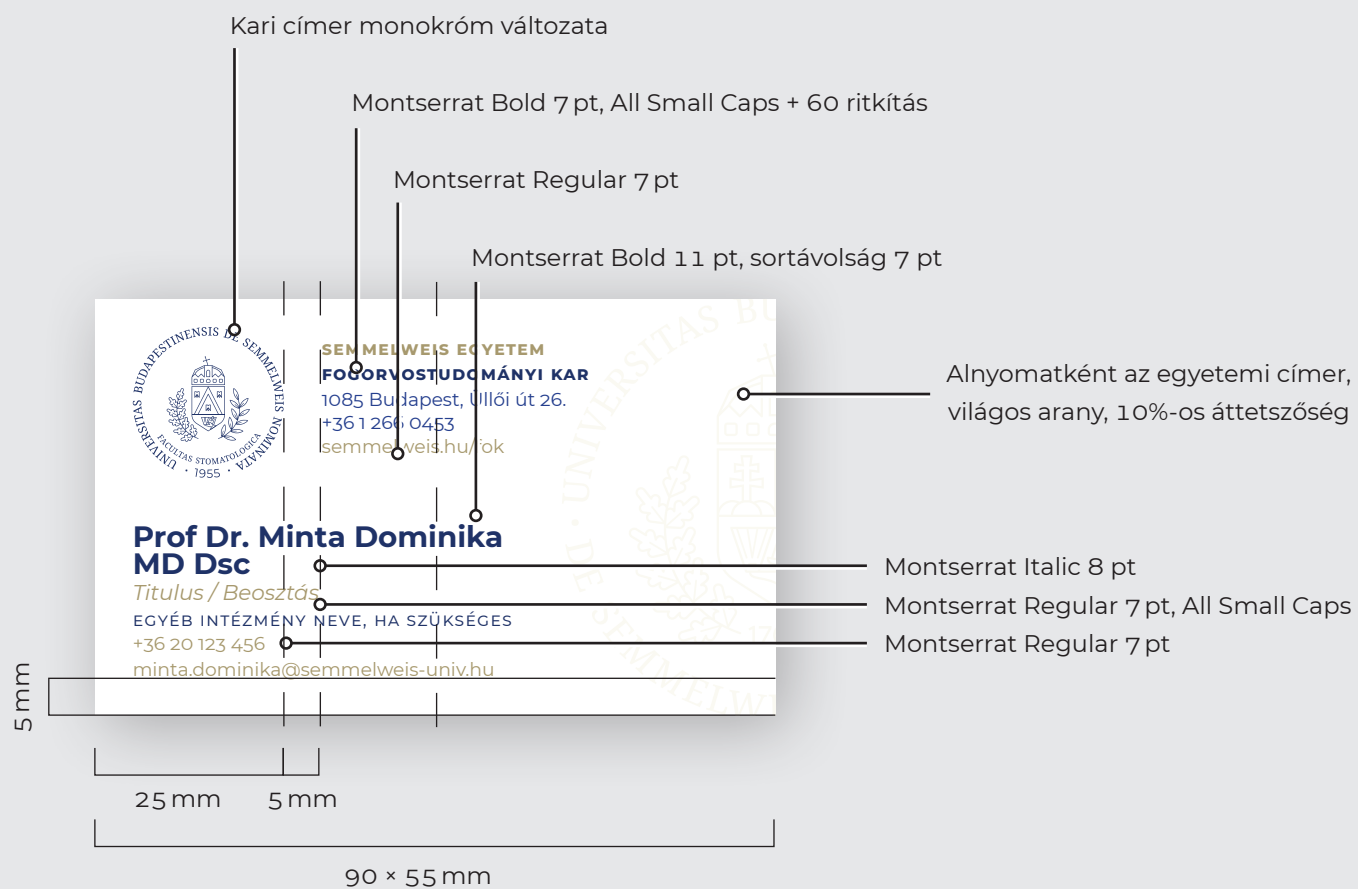 Kari címer monokróm változata
Montserrat Bold 7 pt, All Small Caps + 60 ritkítás
Montserrat Regular 7 pt
Montserrat Bold 11 pt, sortávolság 7 pt
UNIVERSITAS BUDAPESTINENSIS DE SEMMELWEIS NOMINATA
FACULTAS STOMATOLOGICA
· 1955 ·
SEMMELWEIS EGYETEM
FOGORVOSTUDOMÁNYI KAR
1085 Budapest, Üllői út 26.
+36 1 266 0453
semmelweis.hu/fok
Alnyomatként az egyetemi címer,
világos arany, 10%-os áttetszőség
Prof Dr. Minta Dominika
MD Dsc
Titulus / Beosztás
EGYÉB INTÉZMÉNY NEVE, HA SZÜKSÉGES
+36 20 123 456
minta.dominika@semmelweis-univ.hu
Montserrat Italic 8 pt
Montserrat Regular 7 pt, All Small Caps
Montserrat Regular 7 pt
· UNIVERSITAS BU
DE SEMMELWE
17
5 mm
25 mm
5 mm
90 × 55 mm